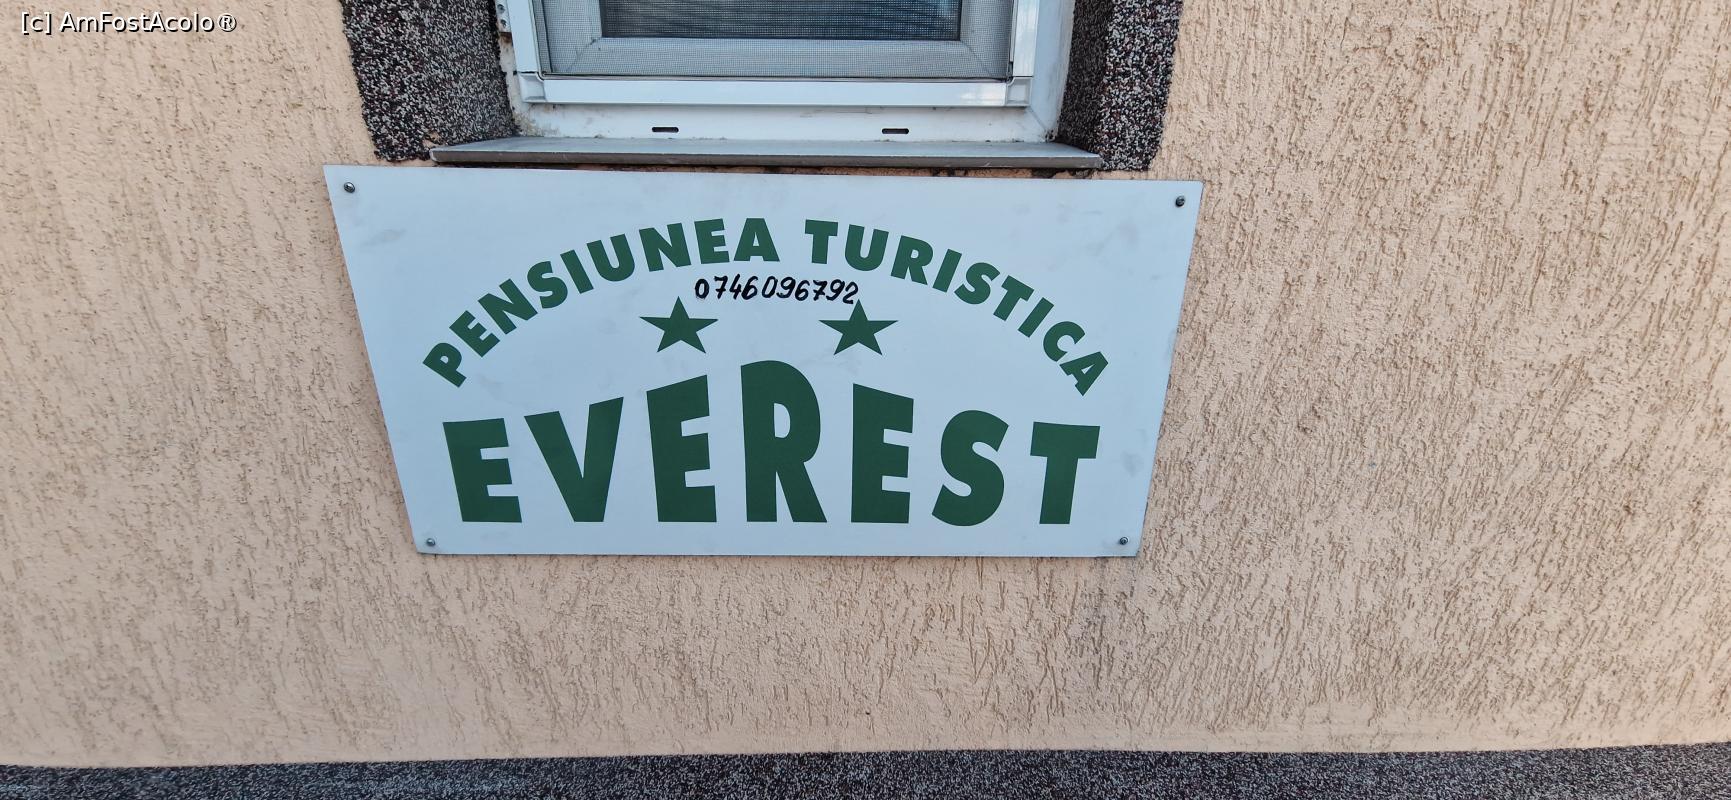 [c] AmFostAcolo®
PENSIUNEA TURISTICA
0746096792
EVEREST